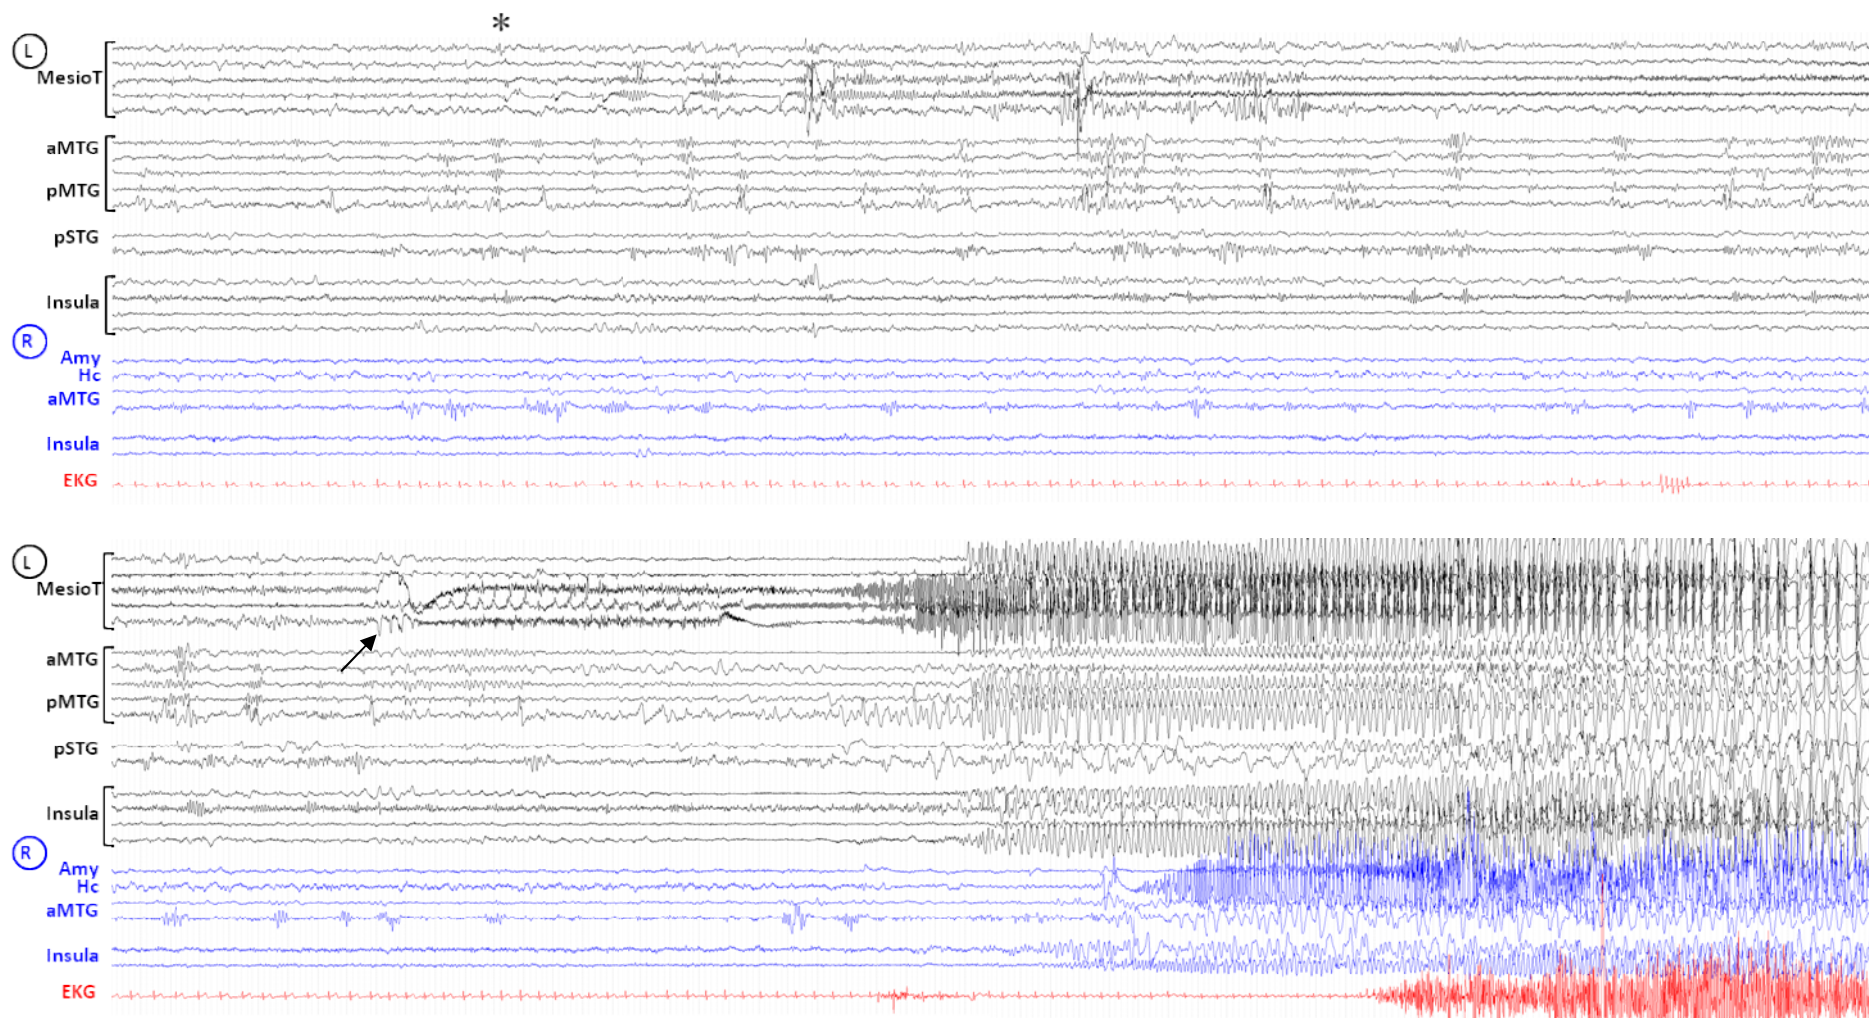 *
L
MesioT
aMTG
pMTG
pSTG
Insula
R
Amy
Hc
aMTG
Insula
EKG
L
MesioT
aMTG
pMTG
pSTG
Insula
R
Amy
Hc
aMTG
Insula
EKG